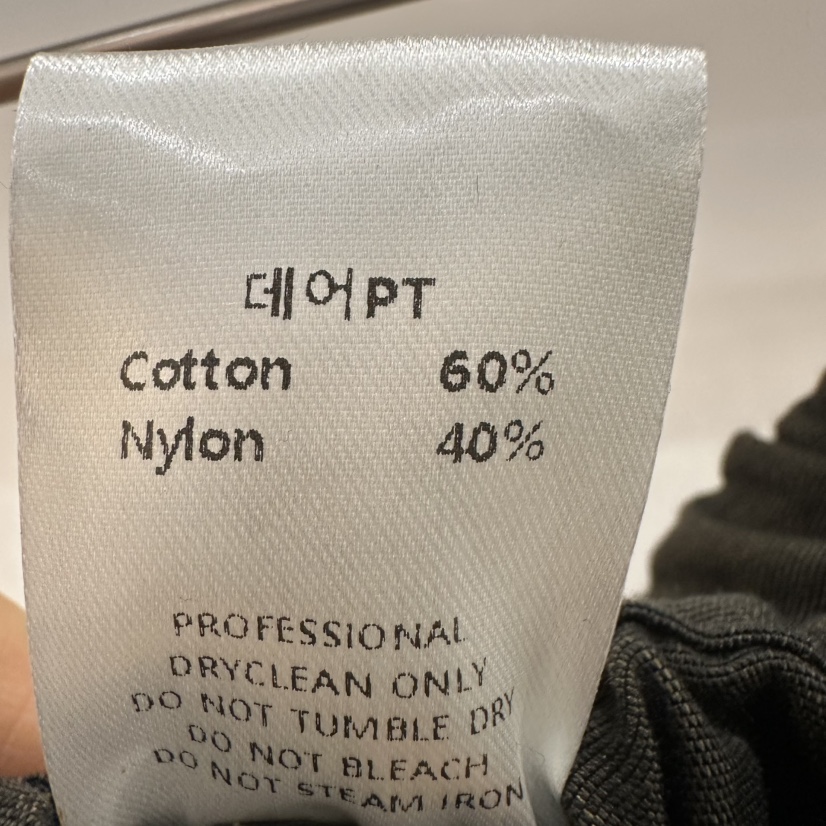 데어PT
Cotton 60%
Nylon 40%
PROFESSIONAL
DRYCLEAN ONLY
DO NOT TUMBLE DRY
DO NOT BLEACH
DO NOT STEAM IRON